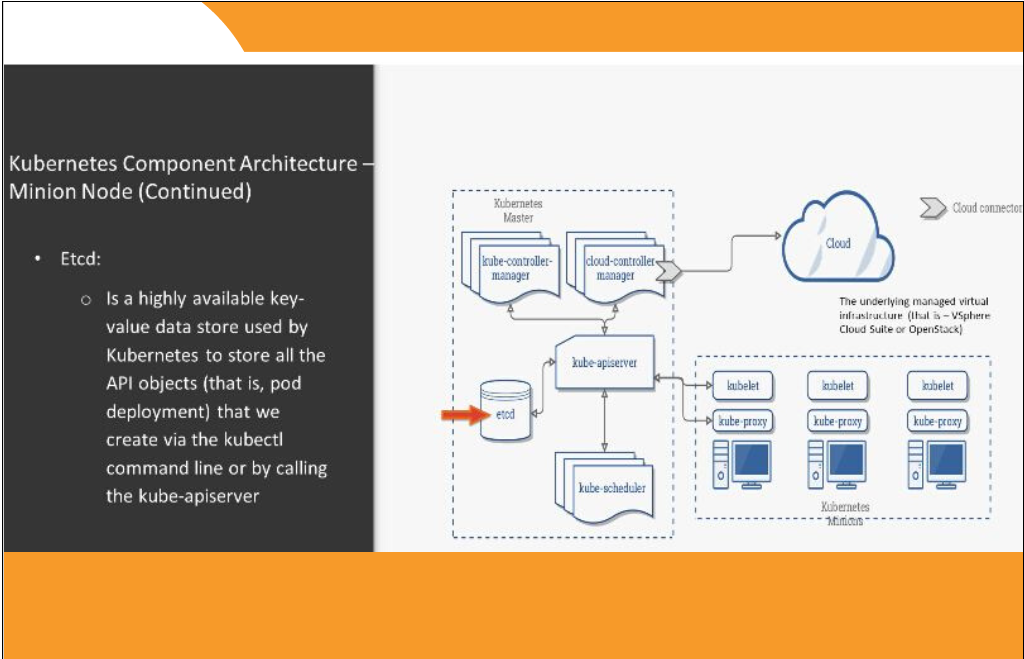 Kubernetes Component Architecture –
Minion Node (Continued)
• Etcd:
o Is a highly available key-
value data store used by
Kubernetes to store all the
API objects (that is, pod
deployment) that we
create via the kubectl
command line or by calling
the kube-apiserver
Kubernetes
Master
kube-controller-
manager
cloud-controller
manager
Cloud
Cloud connector
The underlying managed virtual
infrastructure (that is – VSphere
Cloud Suite or OpenStack)
kube-apiserver
etcd
kube-scheduler
kubelet
kubelet
kubelet
kube-proxy
kube-proxy
kube-proxy
Kubernetes
Minions